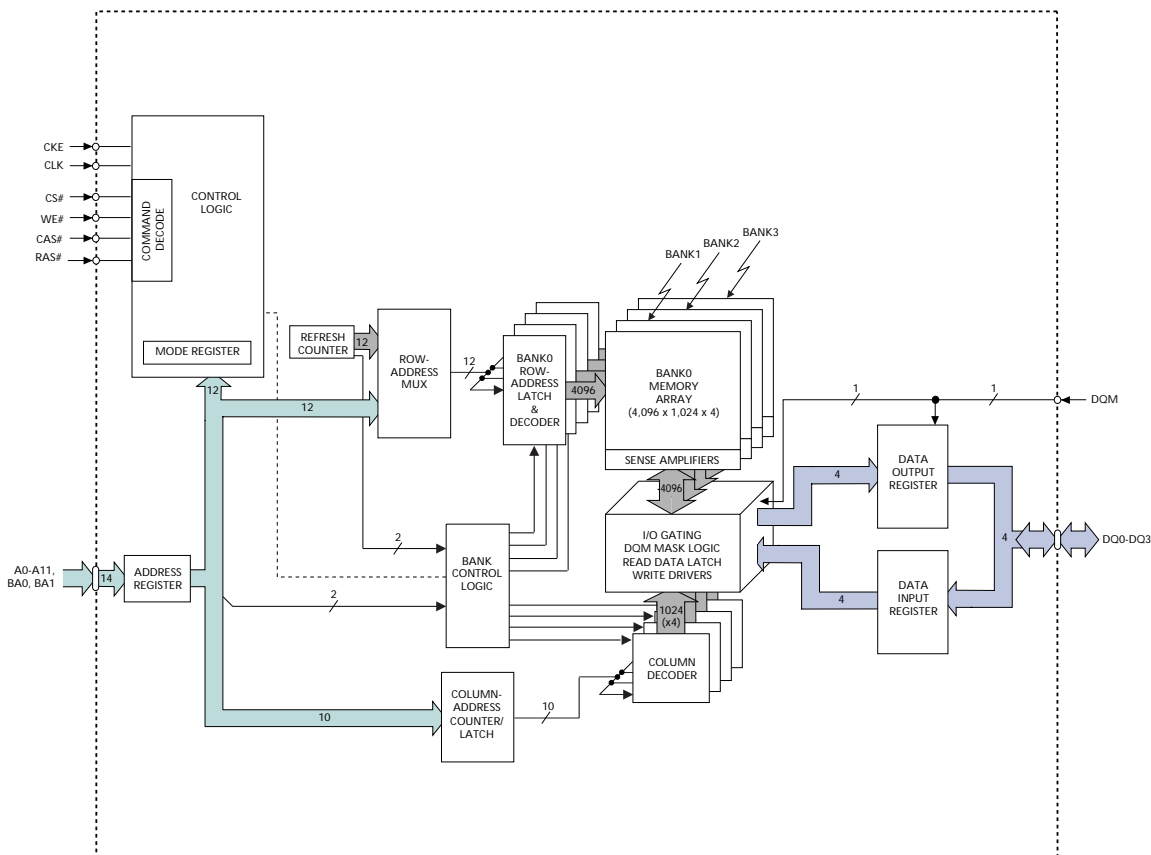 CKE
CLK
CS#
WE#
CAS#
RAS#
COMMAND
DECODE
CONTROL
LOGIC
MODE REGISTER
12
REFRESH
COUNTER
12
ROW-
ADDRESS
MUX
12
12
BANK0
ROW-
ADDRESS
LATCH
&
DECODER
4096
BANK1
BANK2
BANK3
BANK0
MEMORY
ARRAY
(4,096 x 1,024 x 4)
SENSE AMPLIFIERS
4096
I/O GATING
DQM MASK LOGIC
READ DATA LATCH
WRITE DRIVERS
1024
(x4)
COLUMN
DECODER
1
1
DQM
DATA
OUTPUT
REGISTER
4
4
DQ0-DQ3
DATA
INPUT
REGISTER
4
A0-A11,
BA0, BA1
14
ADDRESS
REGISTER
2
2
BANK
CONTROL
LOGIC
10
COLUMN-
ADDRESS
COUNTER/
LATCH
10